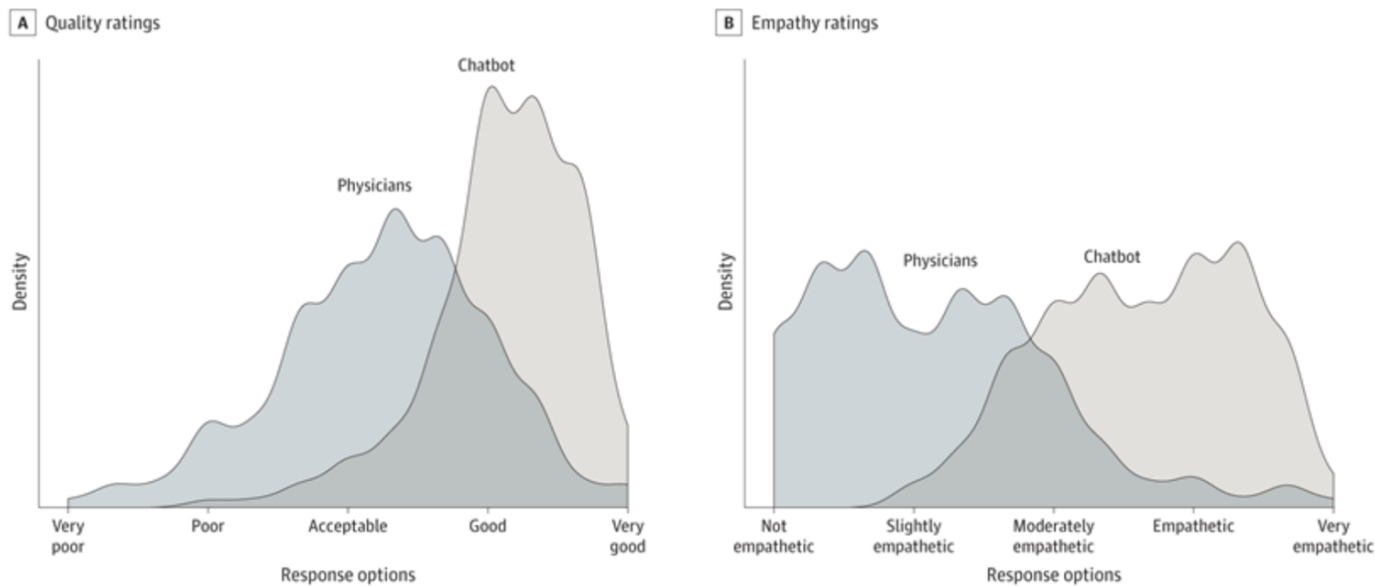 A Quality ratings
Chatbot
Physicians
Density
Very
poor
Poor
Acceptable
Good
Very
good
Response options
B Empathy ratings
Physicians
Chatbot
Density
Not
empathetic
Slightly
empathetic
Moderately
empathetic
Empathetic
Very
empathetic
Response options